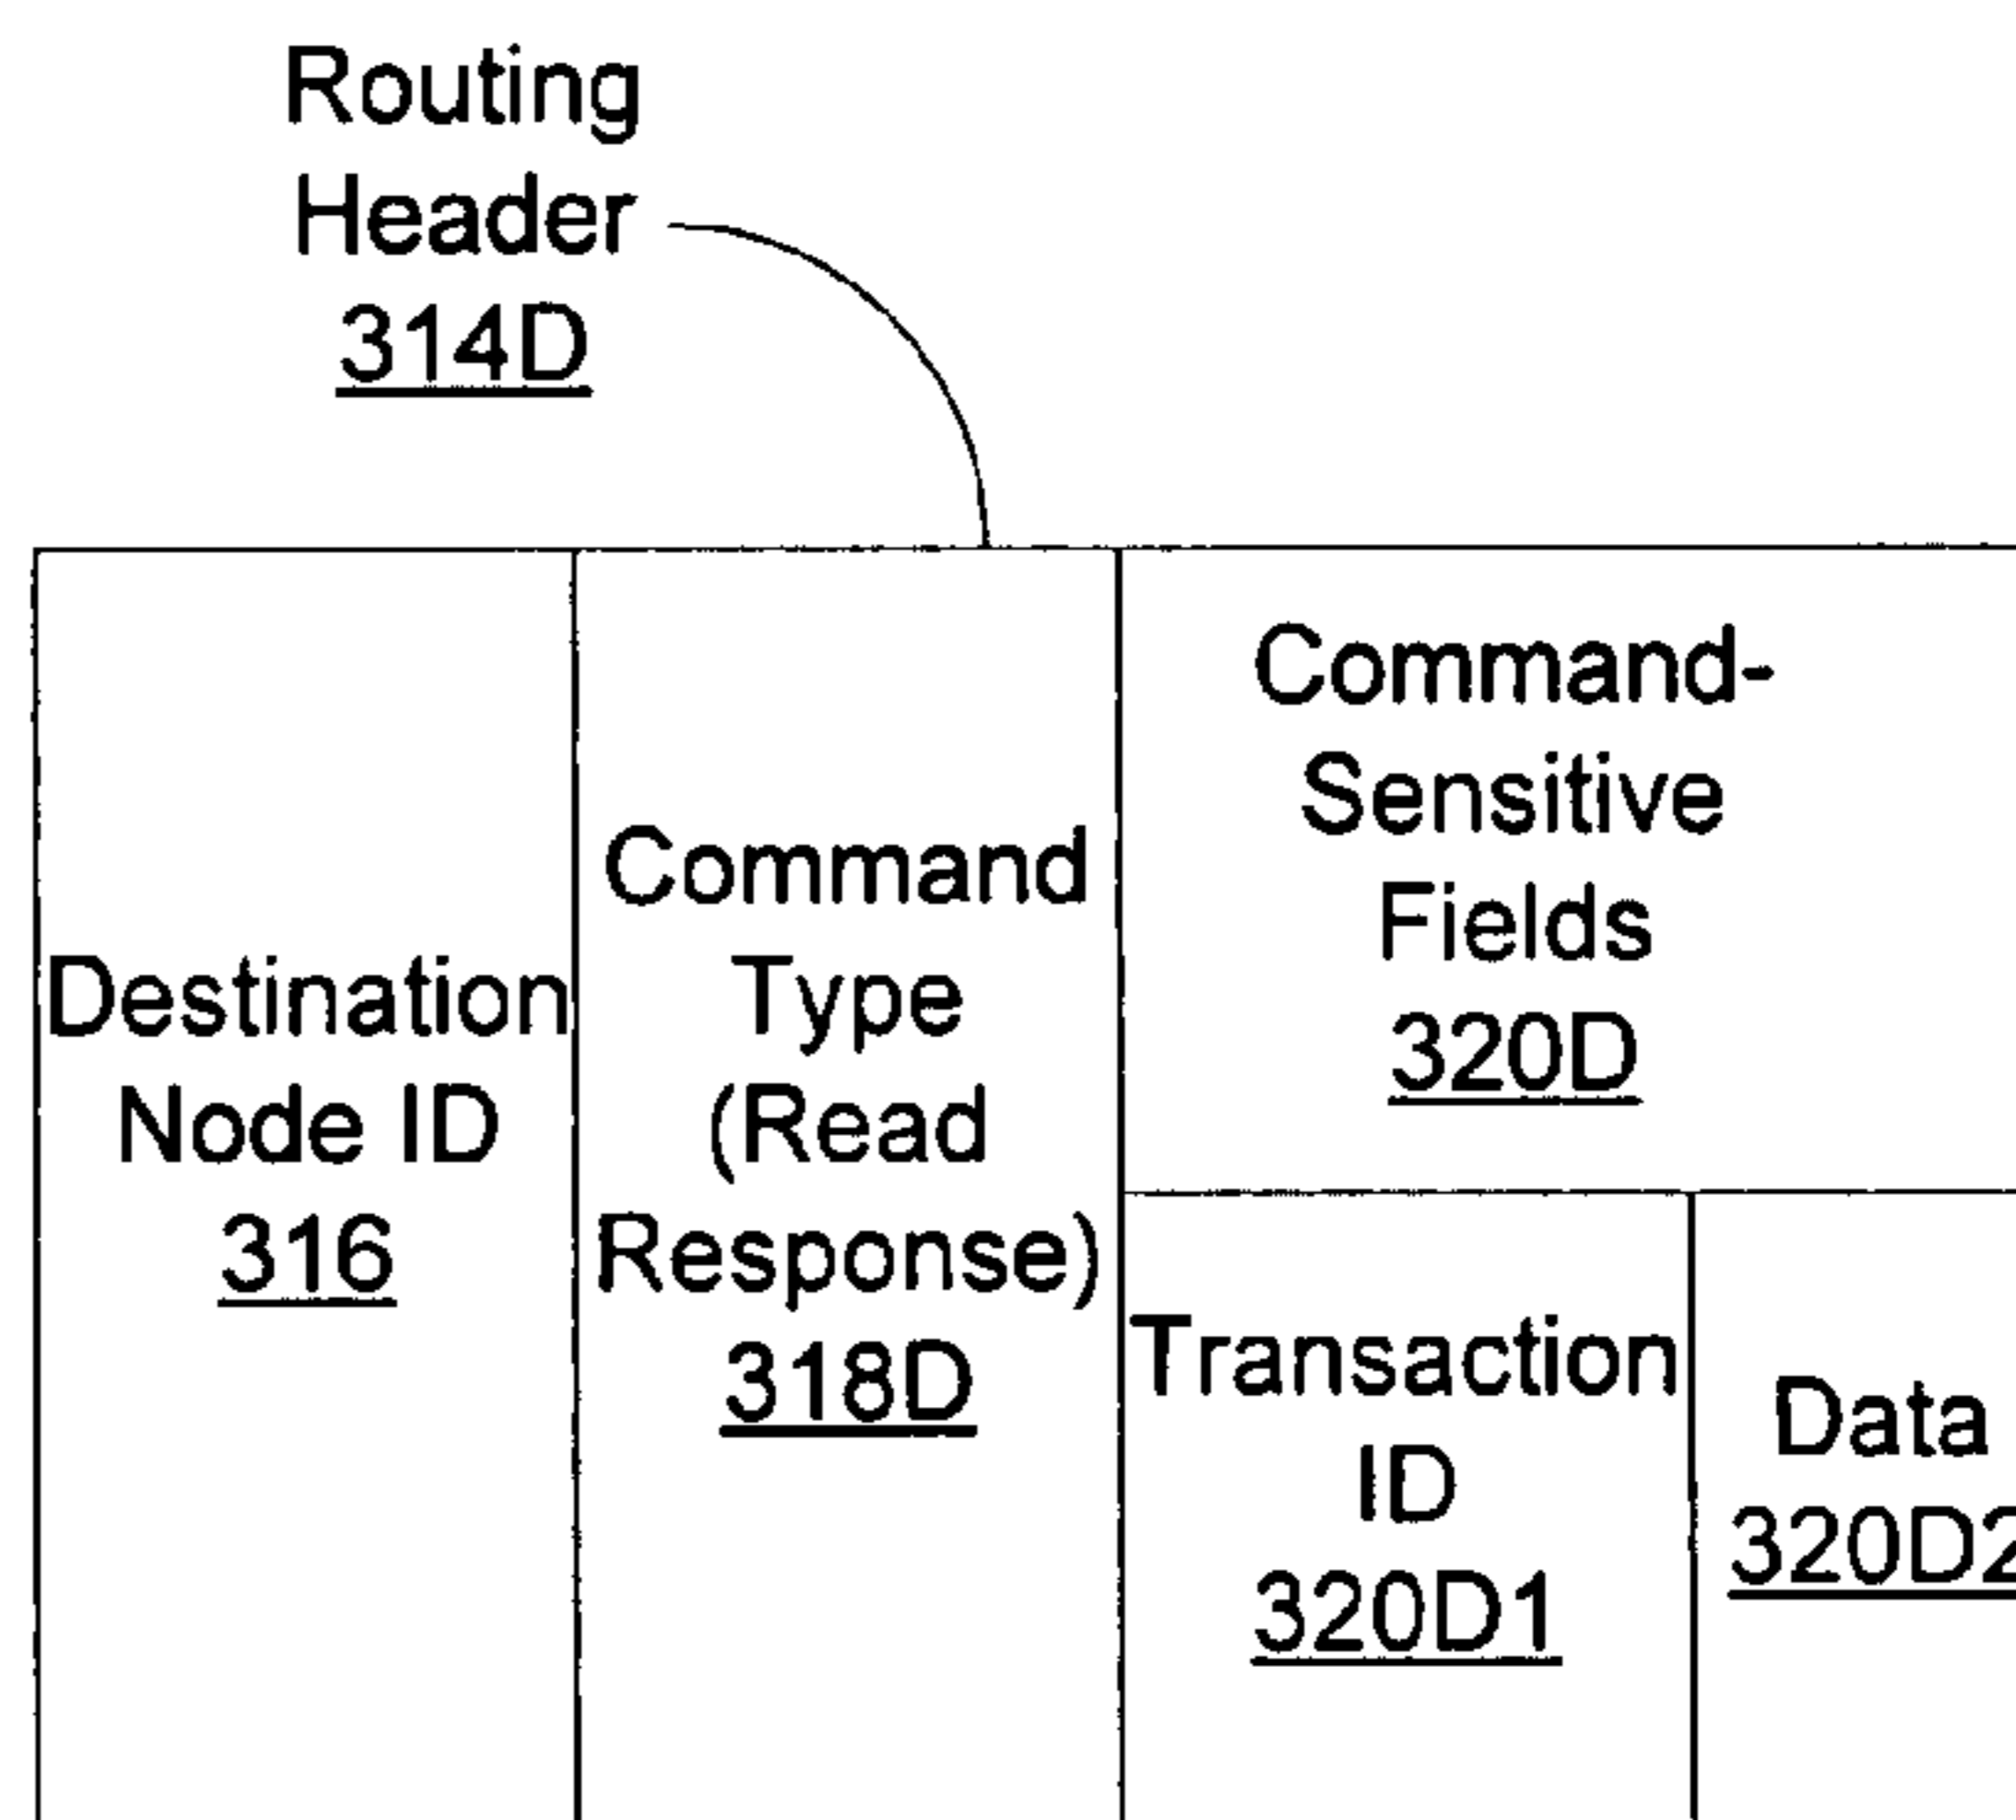 Routing
Header
314D
Destination
Node ID
316
Command
Type
(Read
Response)
318D
Command-
Sensitive
Fields
320D
Transaction
ID
320D1
Data
320D2